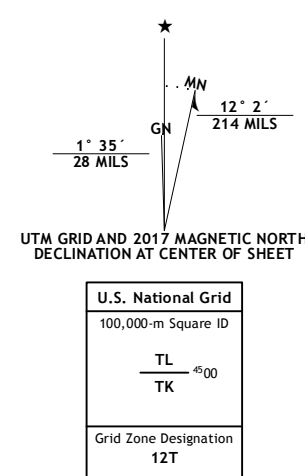 ★
MN
GN
12° 2´
214 MILS
1° 35´
28 MILS
UTM GRID AND 2017 MAGNETIC NORTH
DECLINATION AT CENTER OF SHEET
U.S. National Grid
100,000-m Square ID
TL
4500
TK
Grid Zone Designation
12T